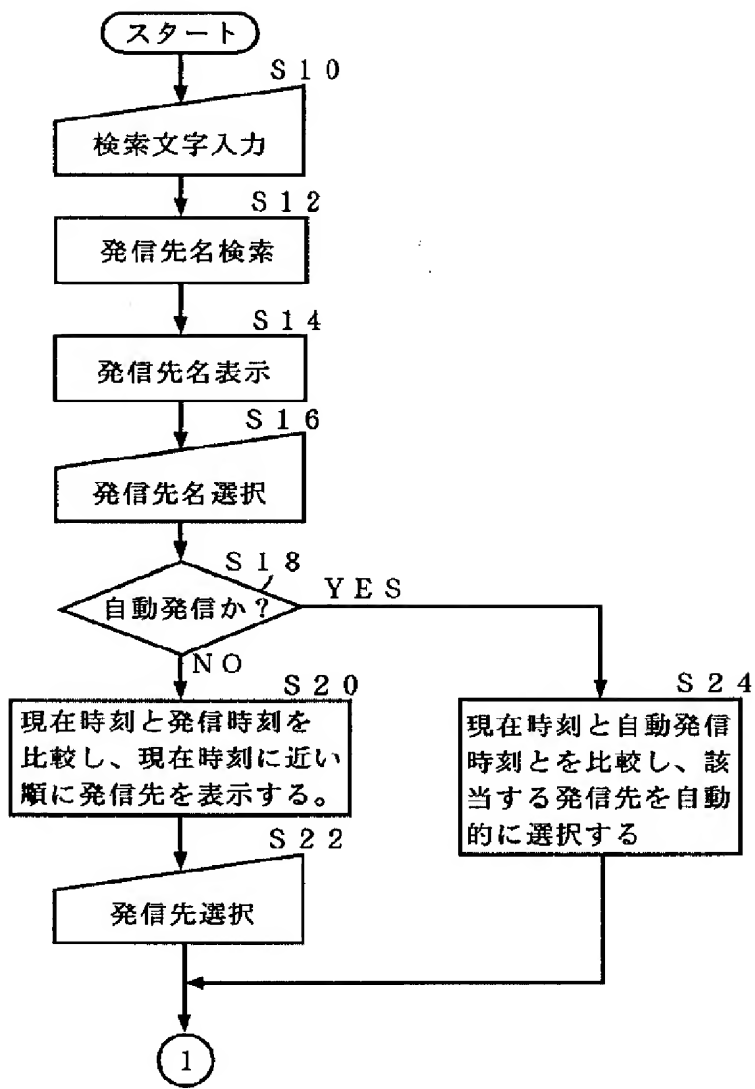 スタート
S10
検索文字入力
S12
発信先名検索
S14
発信先名表示
S16
発信先名選択
S18
自動発信か?
YES
NO
S20
現在時刻と発信時刻を
比較し、現在時刻に近い
順に発信先を表示する。
S24
現在時刻と自動発信
時刻とを比較し、該
当する発信先を自動
的に選択する
S22
発信先選択
1